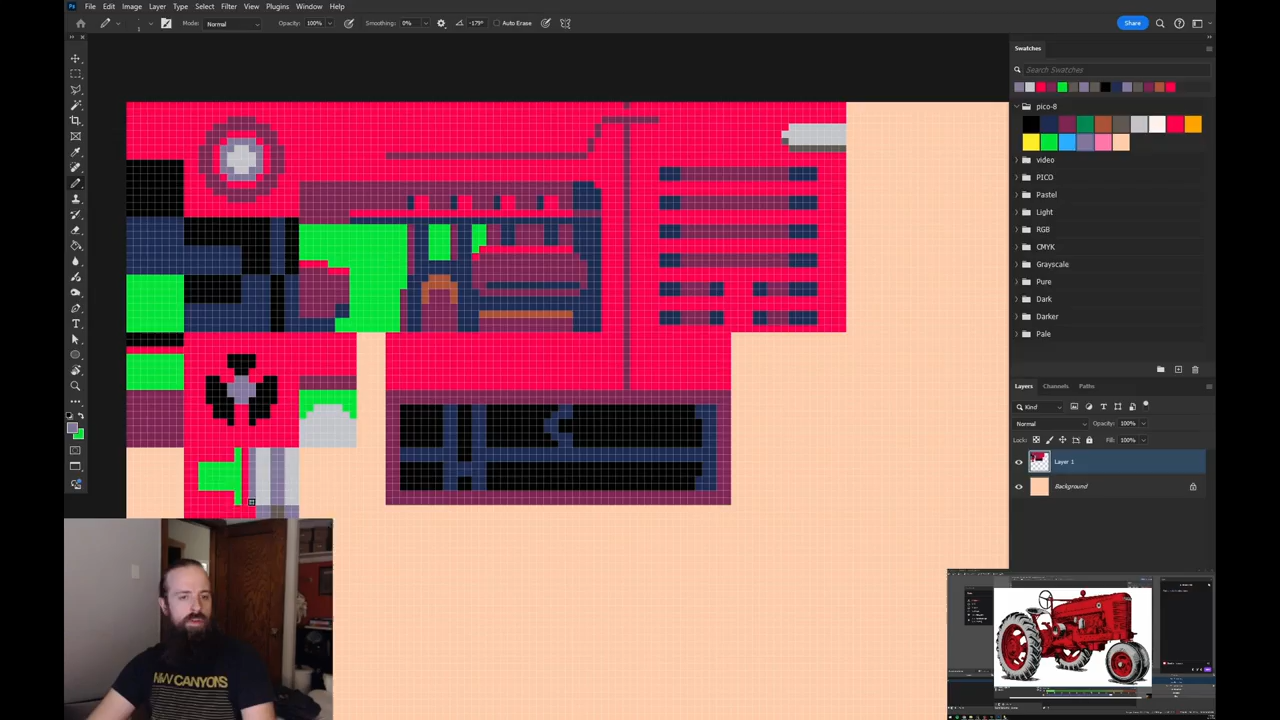 File Edit Image Layer Type Select Filter View Plugins Window Help
Mode: Normal Opacity: 100% Smoothing: 0% -179° Auto Erase Share
Swatches
Search Swatches
pico-8
video
PICO
Pastel
Light
RGB
CMYK
Grayscale
Pure
Dark
Darker
Pale
Layers Channels Paths
Kind
Normal Opacity: 100%
Lock: Fill: 100%
Layer 1
Background
H/W CANYONS